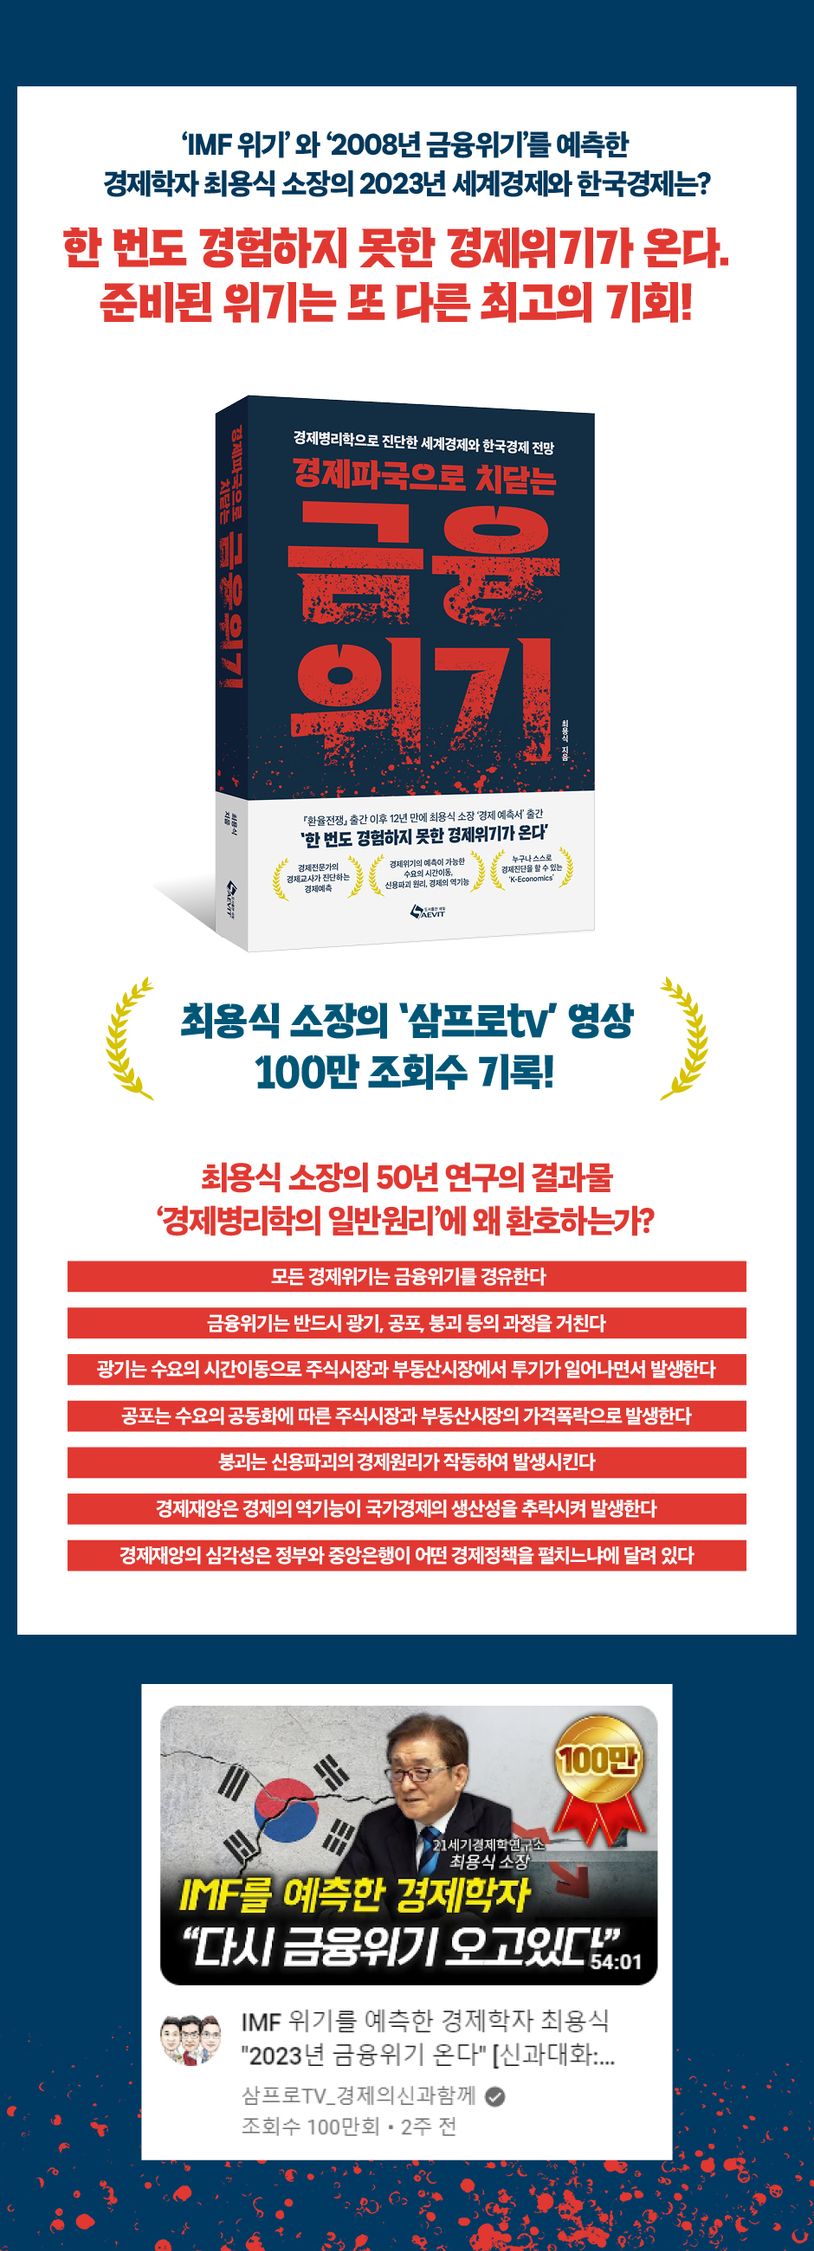 ‘IMF 위기’ 와 ‘2008년 금융위기’를 예측한
경제학자 최용식 소장의 2023년 세계경제와 한국경제는?
한 번도 경험하지 못한 경제위기가 온다.
준비된 위기는 또 다른 최고의 기회!
경제파국으로
치닫는
금융위기
최용식
지음
경제병리학으로 진단한 세계경제와 한국경제 전망
경제파국으로 치닫는
금융
위기
최용식 지음
『환율전쟁』 출간 이후 12년 만에 최용식 소장 ‘경제 예측서’ 출간
‘한 번도 경험하지 못한 경제위기가 온다’
경제전문가의
경제교사가 진단하는
경제예측
경제위기의 예측이 가능한
수요의 시간이동,
신용파괴 원리, 경제의 역기능
누구나 스스로
경제진단을 할 수 있는
‘K-Economics’
도서출판 새빛
SAEVIT
최용식 소장의 ‘삼프로tv’ 영상
100만 조회수 기록!
최용식 소장의 50년 연구의 결과물
‘경제병리학의 일반원리’에 왜 환호하는가?
모든 경제위기는 금융위기를 경유한다
금융위기는 반드시 광기, 공포, 붕괴 등의 과정을 거친다
광기는 수요의 시간이동으로 주식시장과 부동산시장에서 투기가 일어나면서 발생한다
공포는 수요의 공동화에 따른 주식시장과 부동산시장의 가격폭락으로 발생한다
붕괴는 신용파괴의 경제원리가 작동하여 발생시킨다
경제재앙은 경제의 역기능이 국가경제의 생산성을 추락시켜 발생한다
경제재앙의 심각성은 정부와 중앙은행이 어떤 경제정책을 펼치느냐에 달려 있다
100만
21세기경제학연구소
최용식 소장
IMF를 예측한 경제학자
“다시 금융위기 오고있다”
54:01
IMF 위기를 예측한 경제학자 최용식
"2023년 금융위기 온다" [신과대화:...
삼프로TV_경제의신과함께
조회수 100만회 • 2주 전